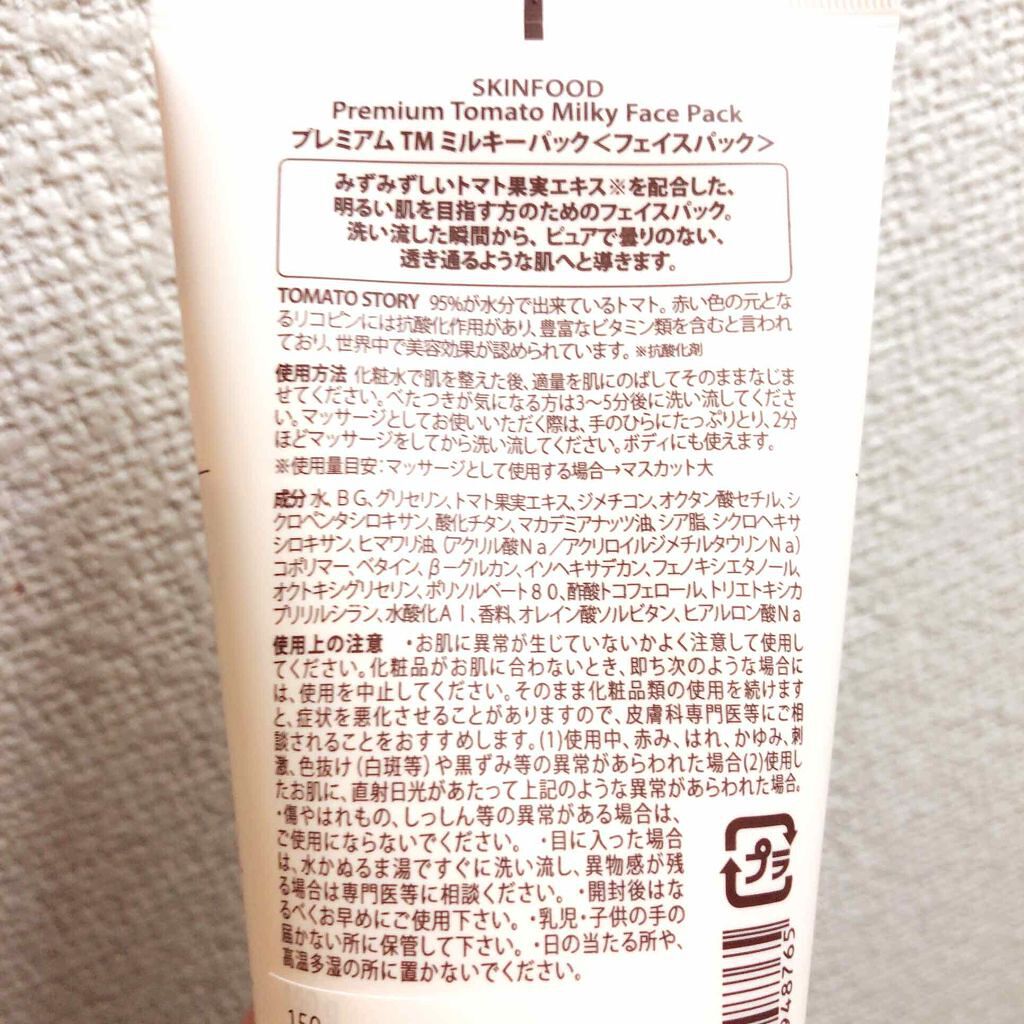 SKINFOOD
Premium Tomato Milky Face Pack
プレミアム TM ミルキーパック<フェイスパック>
みずみずしいトマト果実エキス※を配合した、
明るい肌を目指す方のためのフェイスパック。
洗い流した瞬間から、ピュアで曇りのない、
透き通るような肌へと導きます。
TOMATO STORY 95%が水分で出来ているトマト。赤い色の元とな
るリコピンには抗酸化作用があり、豊富なビタミン類を含むと言われ
ており、世界中で美容効果が認められています。※抗酸化剤
使用方法 化粧水で肌を整えた後、適量を肌にのばしてそのままなじま
せてください。べたつきが気になる方は3〜5分後に洗い流してくださ
い。マッサージとしてお使いいただく際は、手のひらにたっぷりとり、2分
ほどマッサージをしてから洗い流してください。ボディにも使えます。
※使用量目安：マッサージとして使用する場合→マスカット大
成分 水、BG、グリセリン、トマト果実エキス、ジメチコン、オクタン酸セチル、シ
クロペンタシロキサン、酸化チタン、マカデミアナッツ油、シア脂、シクロヘキサ
シロキサン、ヒマワリ油、(アクリル酸Na／アクリロイルジメチルタウリンNa)
コポリマー、ベタイン、β－グルカン、イソヘキサデカン、フェノキシエタノール、
オクトキシグリセリン、ポリソルベート80、酢酸トコフェロール、トリエトキシカ
プリリルシラン、水酸化Al、香料、オレイン酸ソルビタン、ヒアルロン酸Na
使用上の注意 ・お肌に異常が生じていないかよく注意して使用し
てください。化粧品がお肌に合わないとき、即ち次のような場合に
は、使用を中止してください。そのまま化粧品類の使用を続けます
と、症状を悪化させることがありますので、皮膚科専門医等にご相
談されることをおすすめします。(1)使用中、赤み、はれ、かゆみ、刺
激、色抜け(白斑等)や黒ずみ等の異常があらわれた場合(2)使用し
たお肌に、直射日光があたって上記のような異常があらわれた場合。
・傷やはれもの、しっしん等の異常がある場合は、
ご使用にならないでください。・目に入った場合
は、水かぬるま湯ですぐに洗い流し、異物感が残
る場合は専門医等に相談ください。・開封後はな
るべくお早めにご使用下さい。・乳児・子供の手の
届かない所に保管して下さい。・日の当たる所や、
高温多湿の所に置かないでください。
プラ
48765